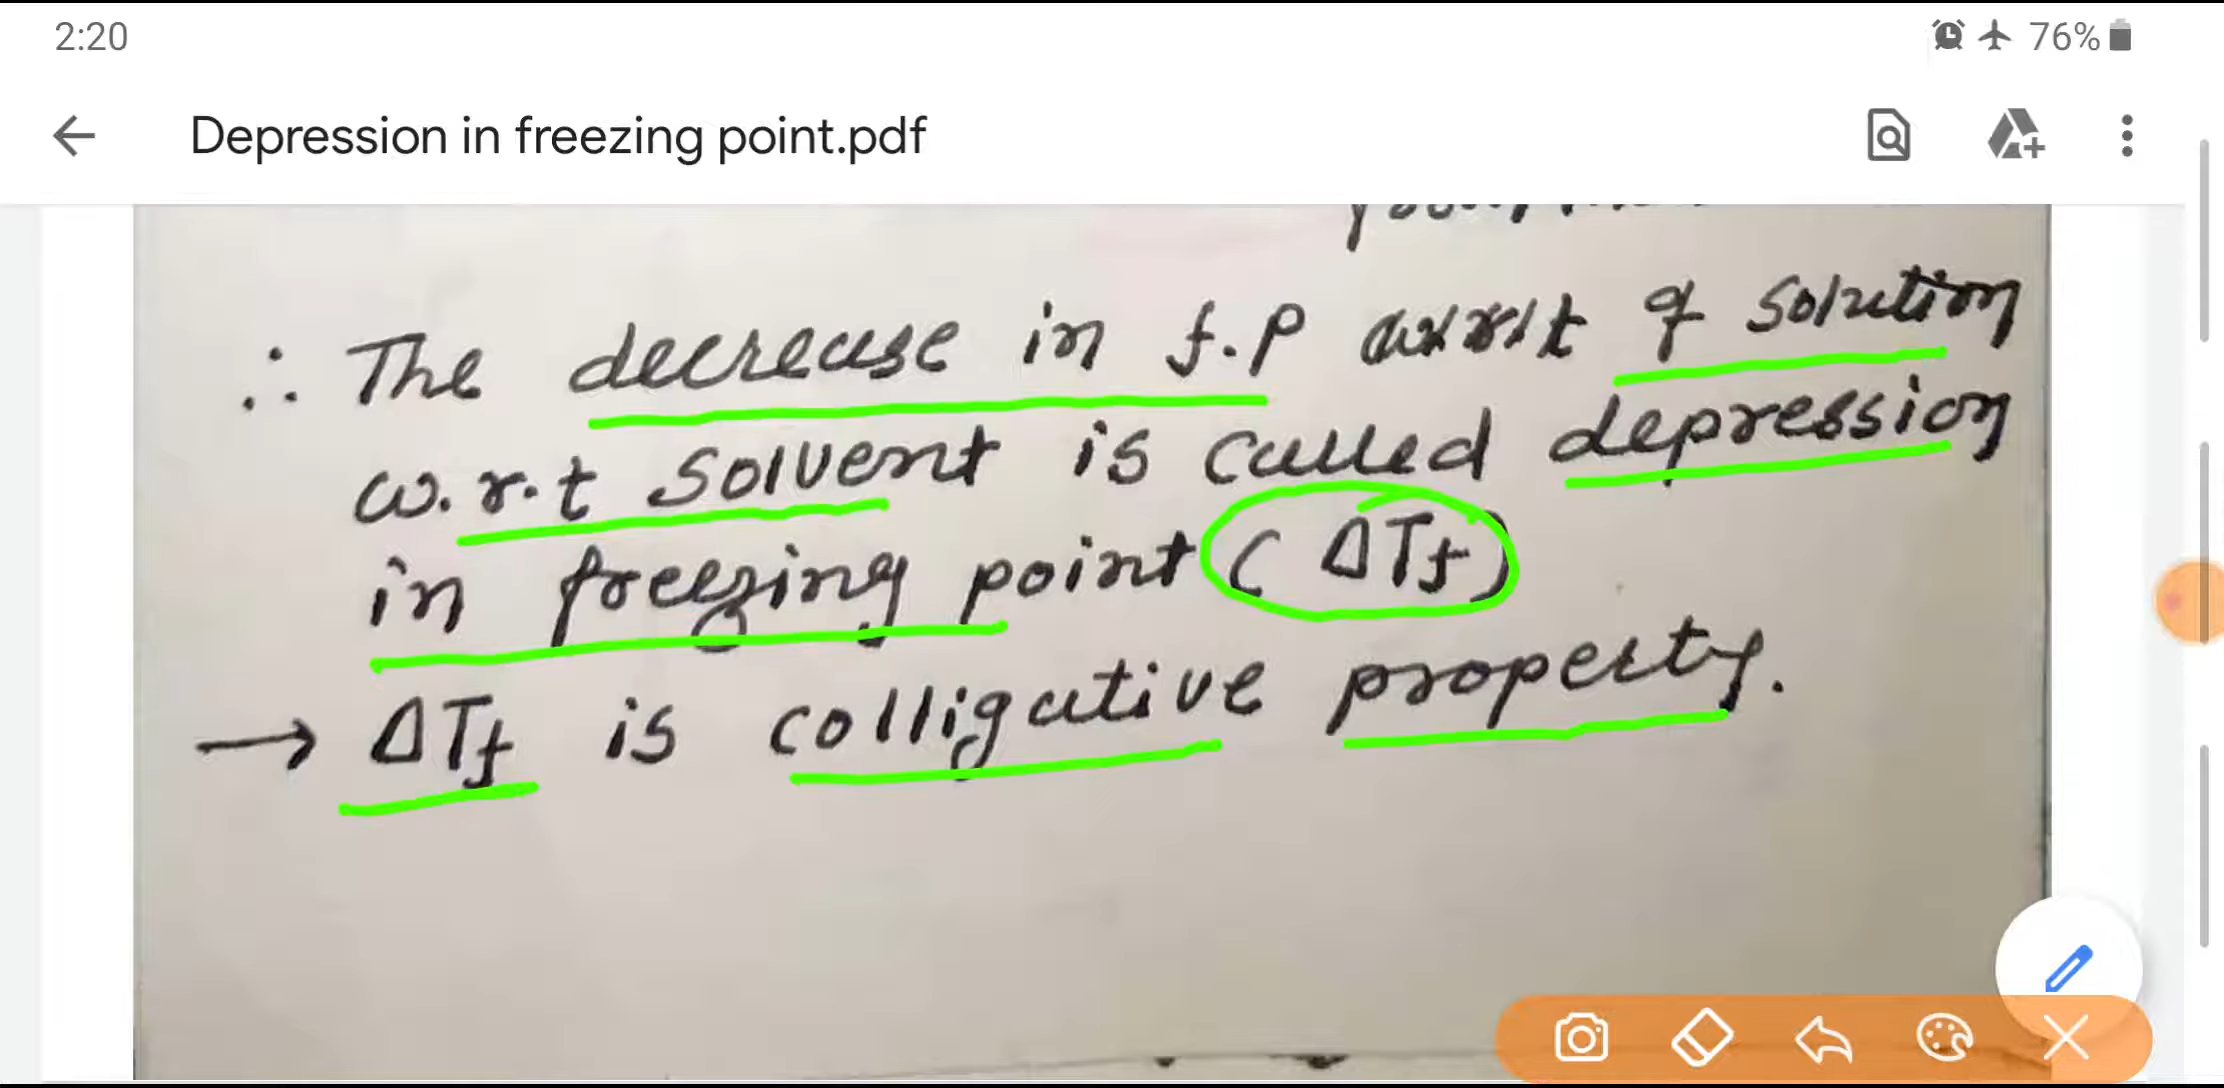 2:20
76%
Depression in freezing point.pdf
∴ The decrease in f.p of solution
w.r.t solvent is called depression
in freezing point (ΔTf)
→ ΔTf is colligative property.